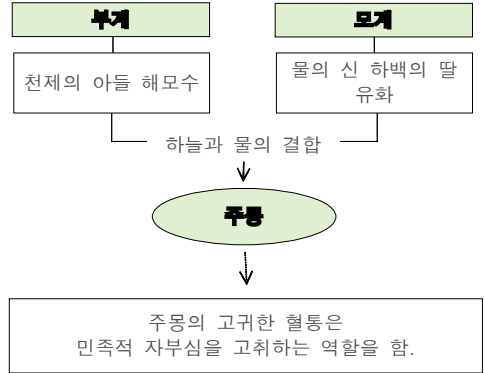 부계
모계
천제의 아들 해모수
물의 신 하백의 딸
유화
하늘과 물의 결합
주몽
주몽의 고귀한 혈통은
민족적 자부심을 고취하는 역할을 함.